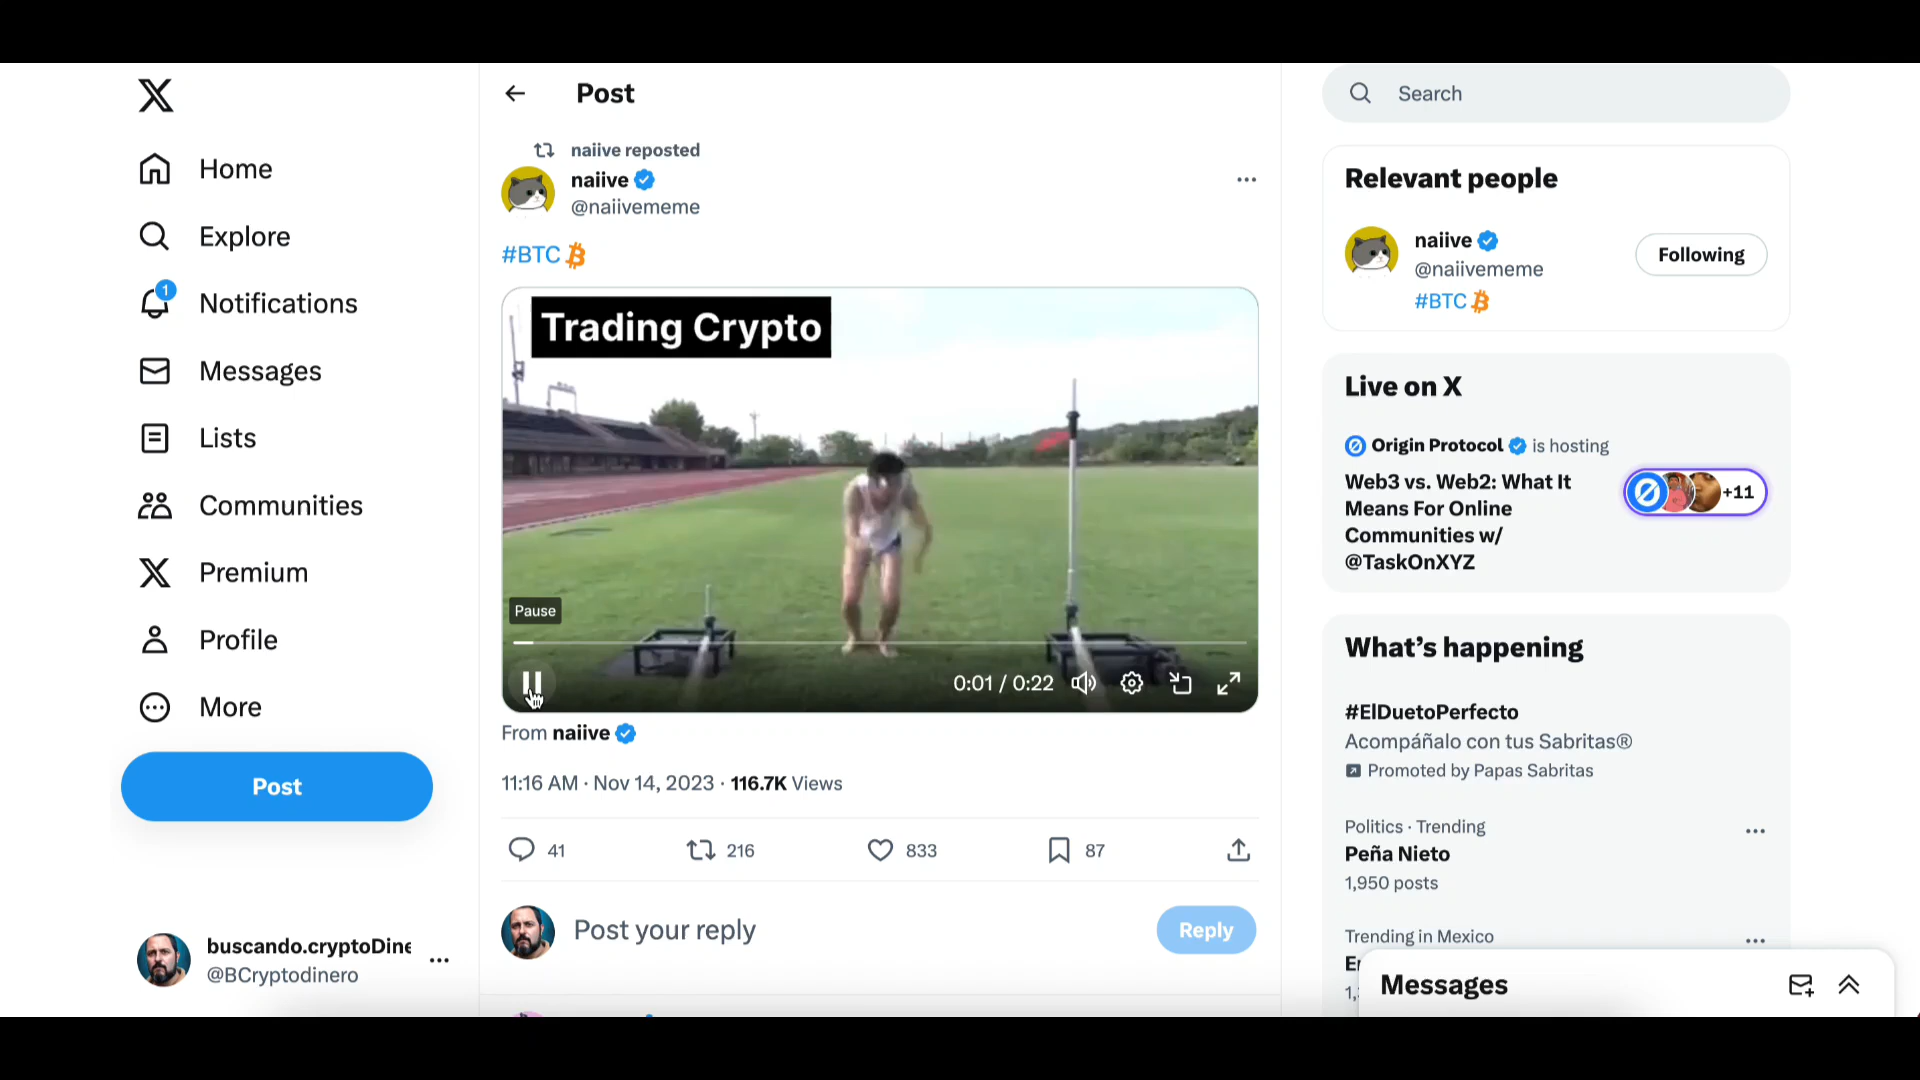 Home
Explore
1
Notifications
Messages
Lists
Communities
Premium
Profile
More
Post
buscando.cryptoDine
@BCryptodinero
Post
naiive reposted
naiive
@naiivememe
#BTC
Trading Crypto
Pause
0:01 / 0:22
From naiive
11:16 AM · Nov 14, 2023 · 116.7K Views
41
216
833
87
Post your reply
Reply
Search
Relevant people
naiive
@naiivememe
#BTC
Following
Live on X
Origin Protocol is hosting
Web3 vs. Web2: What It
Means For Online
Communities w/
@TaskOnXYZ
+11
What's happening
#ElDuetoPerfecto
Acompáñalo con tus Sabritas®
Promoted by Papas Sabritas
Politics · Trending
Peña Nieto
1,950 posts
Trending in Mexico
Messages